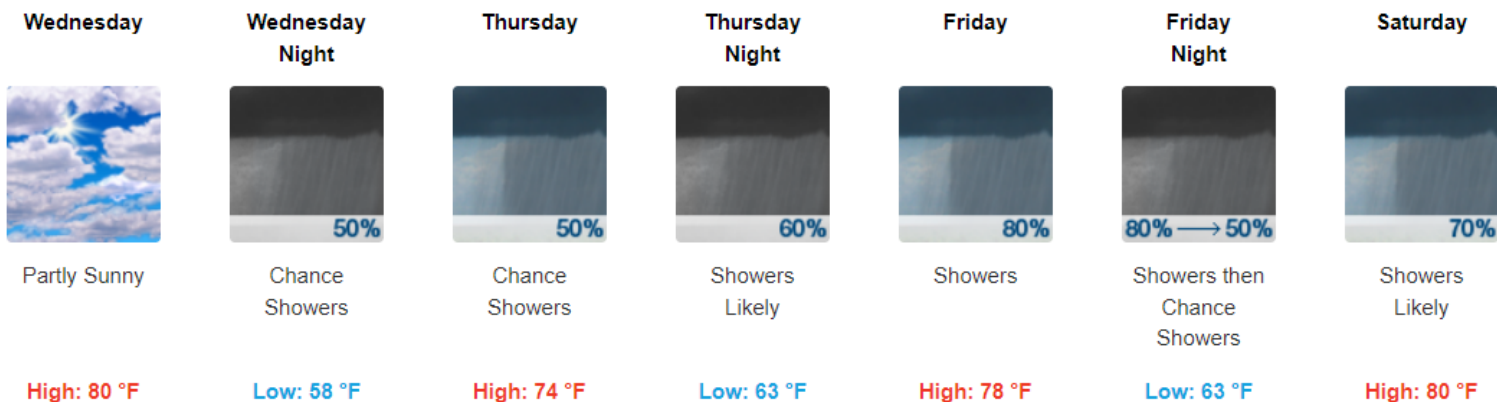 Wednesday
Partly Sunny
High: 80 °F
Wednesday
Night
50%
Chance
Showers
Low: 58 °F
Thursday
50%
Chance
Showers
High: 74 °F
Thursday
Night
60%
Showers
Likely
Low: 63 °F
Friday
80%
Showers
High: 78 °F
Friday
Night
80% → 50%
Showers then
Chance
Showers
Low: 63 °F
Saturday
70%
Showers
Likely
High: 80 °F